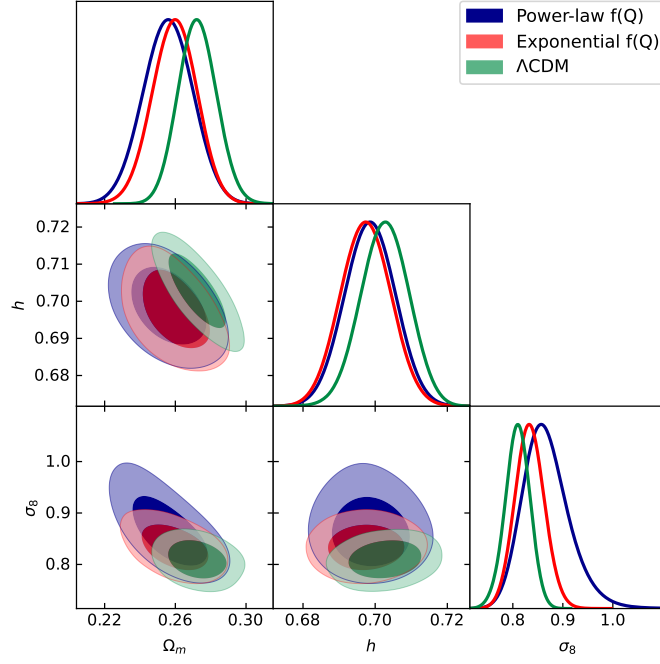 Power-law f(Q)
Exponential f(Q)
ΛCDM
0.72
0.71
0.70
0.69
0.68
h
1.0
0.9
0.8
σ₈
0.22 0.26 0.30
Ωₘ
0.68 0.70 0.72
h
0.8 0.9 1.0
σ₈